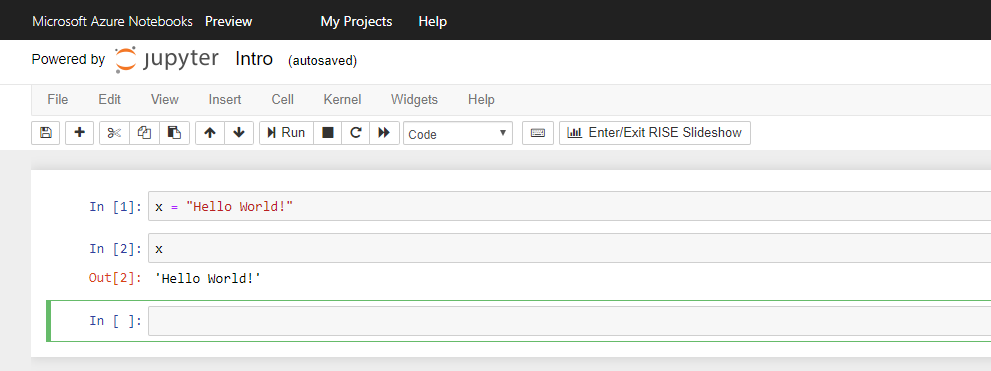 Microsoft Azure Notebooks Preview My Projects Help
Powered by jupyter Intro (autosaved)
File Edit View Insert Cell Kernel Widgets Help
Run Code Enter/Exit RISE Slideshow
In [1]: x = "Hello World!"
In [2]: x
Out[2]: 'Hello World!'
In [ ]: